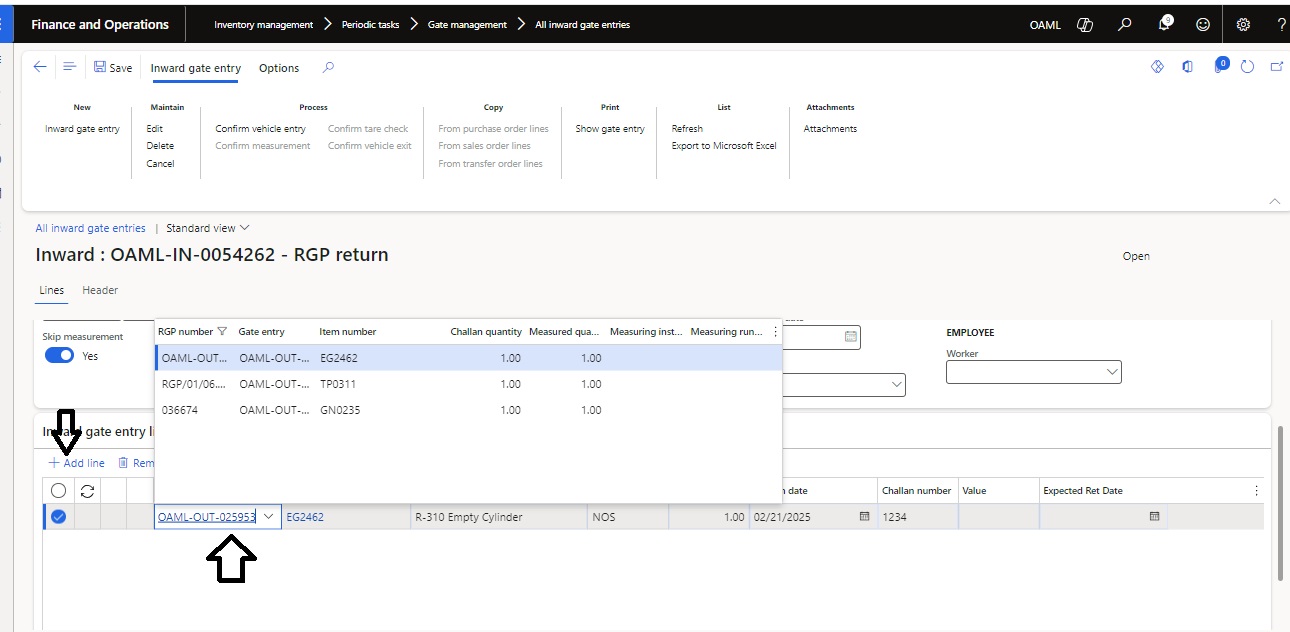 Finance and Operations
Inventory management > Periodic tasks > Gate management > All inward gate entries
OAML
9
?
Save
Inward gate entry
Options
0
New
Inward gate entry
Maintain
Edit
Delete
Cancel
Process
Confirm vehicle entry
Confirm tare check
Confirm measurement
Confirm vehicle exit
Copy
From purchase order lines
From sales order lines
From transfer order lines
Print
Show gate entry
List
Refresh
Export to Microsoft Excel
Attachments
Attachments
All inward gate entries | Standard view
Inward : OAML-IN-0054262 - RGP return
Open
Lines
Header
Skip measurement
Yes
RGP number Gate entry Item number Challan quantity Measured qua... Measuring inst... Measuring run...
OAML-OUT... OAML-OUT-... EG2462 1.00 1.00
RGP/01/06.... OAML-OUT-... TP0311 1.00 1.00
036674 OAML-OUT-... GN0235 1.00 1.00
EMPLOYEE
Worker
gate entry li
+ Add line Rem
date Challan number Value Expected Ret Date
OAML-OUT-025953 EG2462 R-310 Empty Cylinder NOS 1.00 02/21/2025 1234